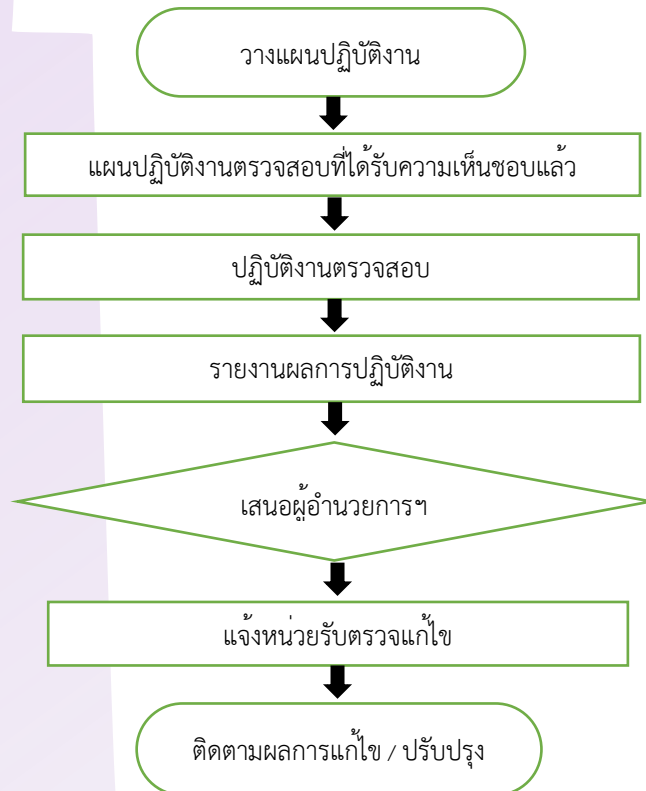 วางแผนปฏิบัติงาน
แผนปฏิบัติงานตรวจสอบที่ได้รับความเห็นชอบแล้ว
ปฏิบัติงานตรวจสอบ
รายงานผลการปฏิบัติงาน
เสนอผู้อำนวยการฯ
แจ้งหน่วยรับตรวจแก้ไข
ติดตามผลการแก้ไข / ปรับปรุง